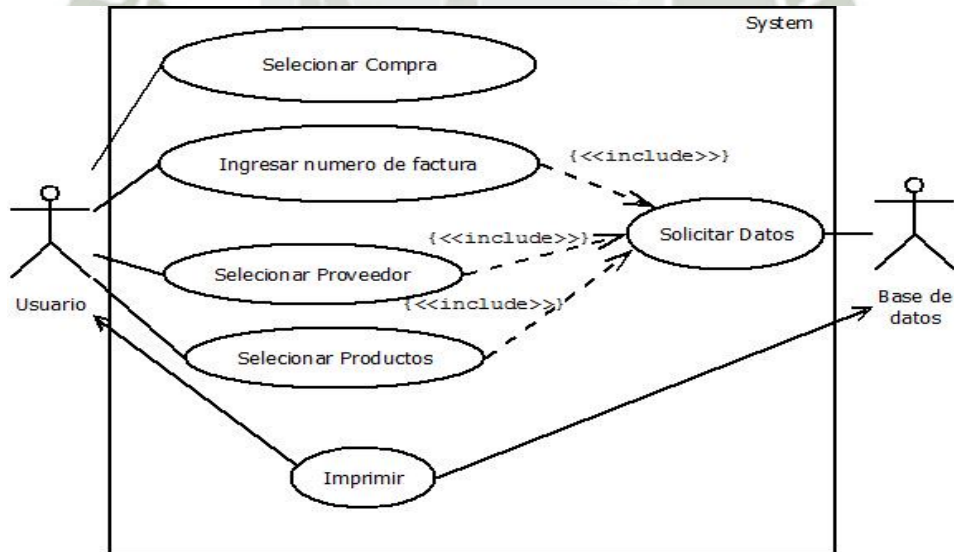 System
Selecionar Compra
Ingresar numero de factura
{<<include>>}
Solicitar Datos
{<<include>>}
Selecionar Proveedor
{<<include>>}
Usuario
Base de
datos
Selecionar Productos
Imprimir